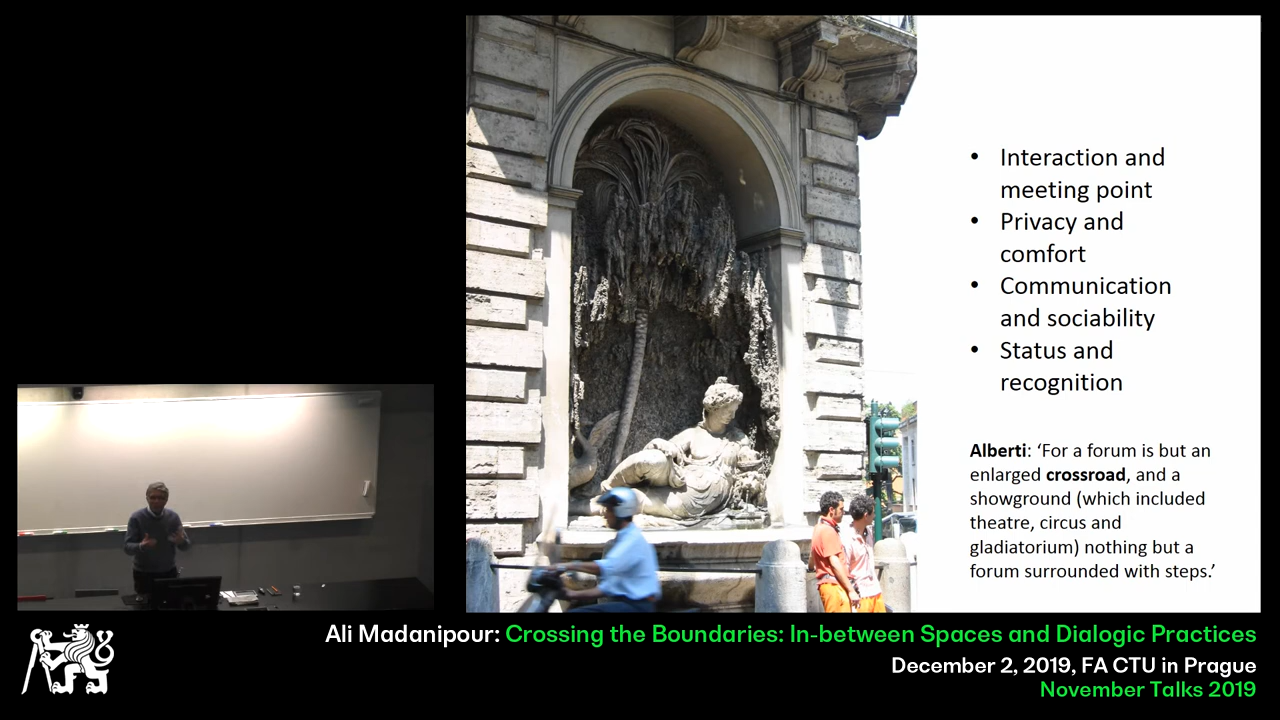 • Interaction and
meeting point
• Privacy and
comfort
• Communication
and sociability
• Status and
recognition
Alberti: ‘For a forum is but an
enlarged crossroad, and a
showground (which included
theatre, circus and
gladiatorium) nothing but a
forum surrounded with steps.’
Ali Madanipour: Crossing the Boundaries: In-between Spaces and Dialogic Practices
December 2, 2019, FA CTU in Prague
November Talks 2019